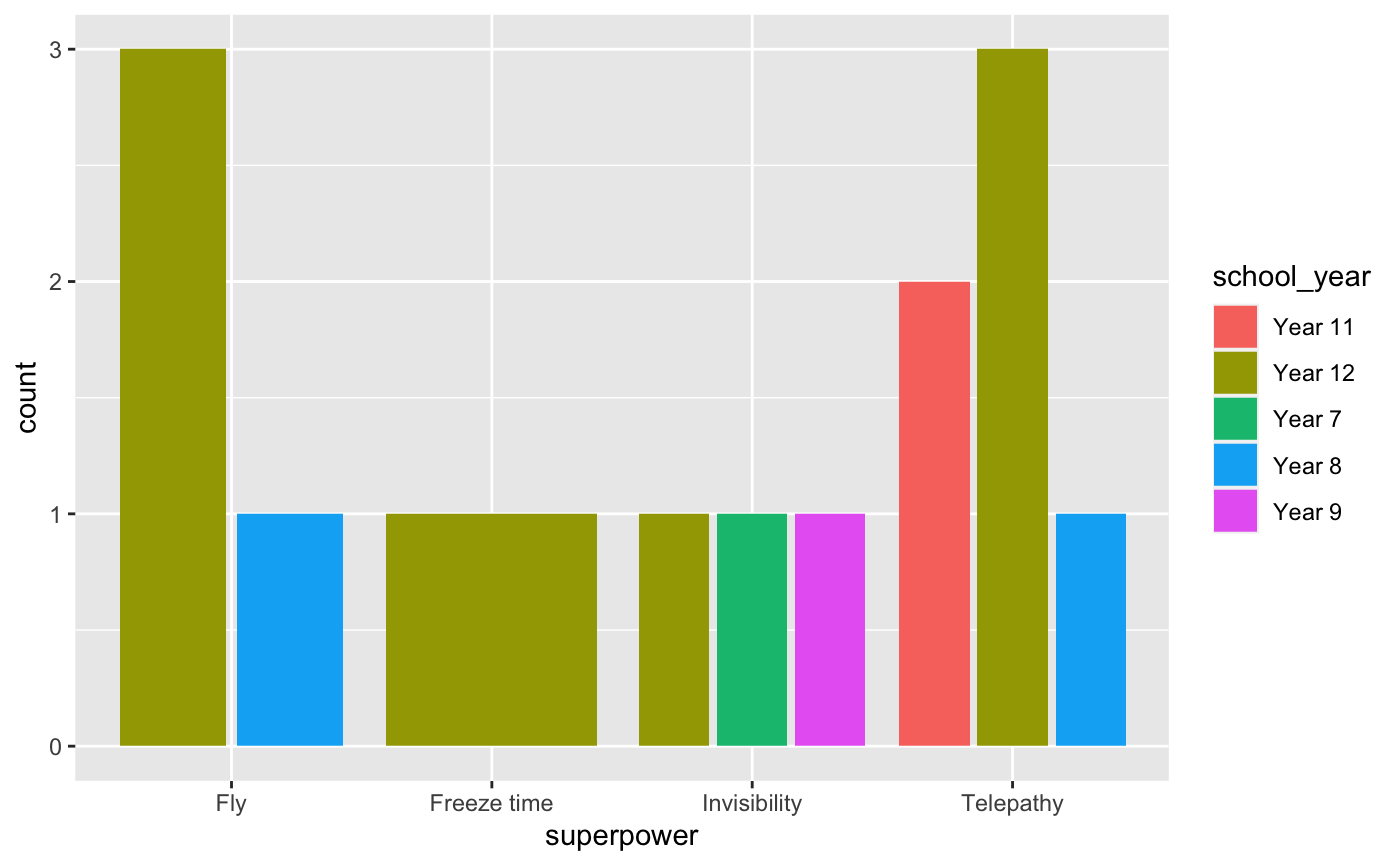 3
2
1
0
count
Fly
Freeze time
Invisibility
Telepathy
superpower
school_year
Year 11
Year 12
Year 7
Year 8
Year 9